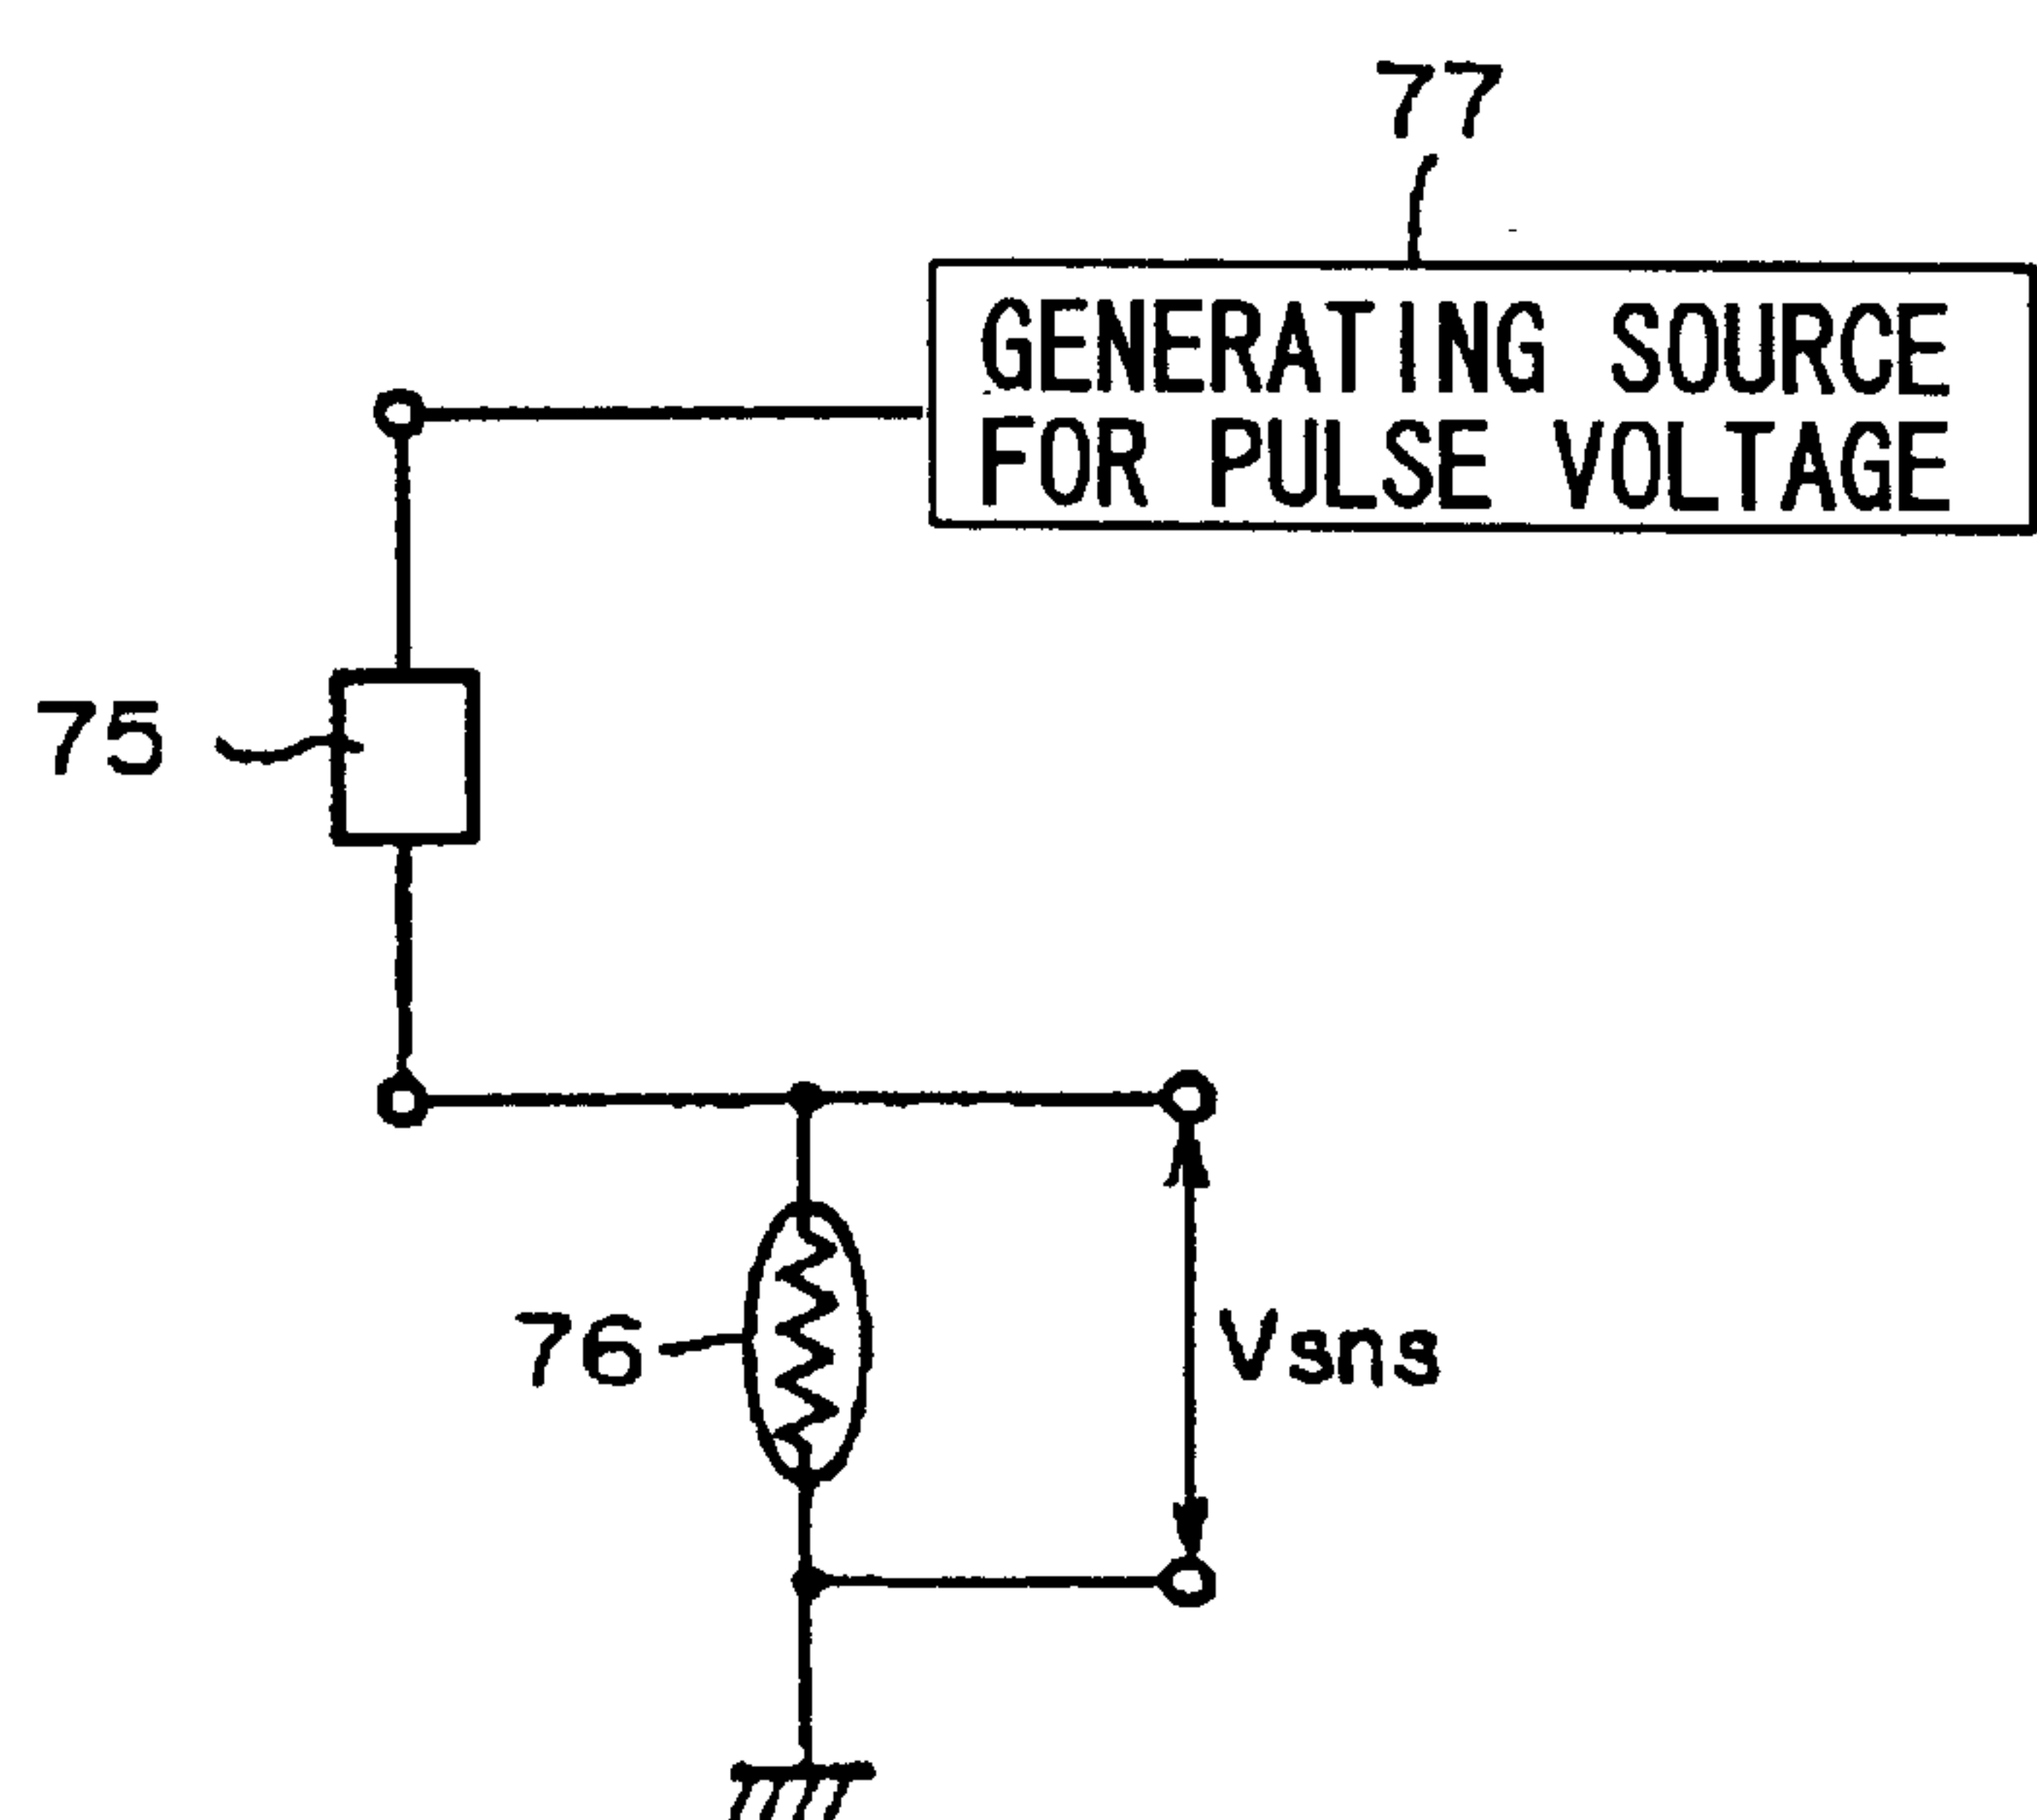 77
GENERATING SOURCE
FOR PULSE VOLTAGE
75
76
Vsns